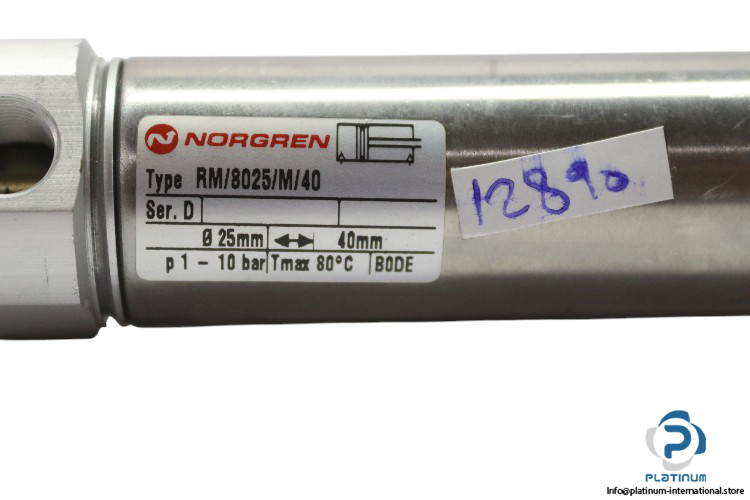 NORGREN
Type RM/8025/M/40
Ser. D
Ø 25mm 40mm
p 1 - 10 bar Tmax 80°C BODE
12890
PLATINUM
Info@platinum-international.store